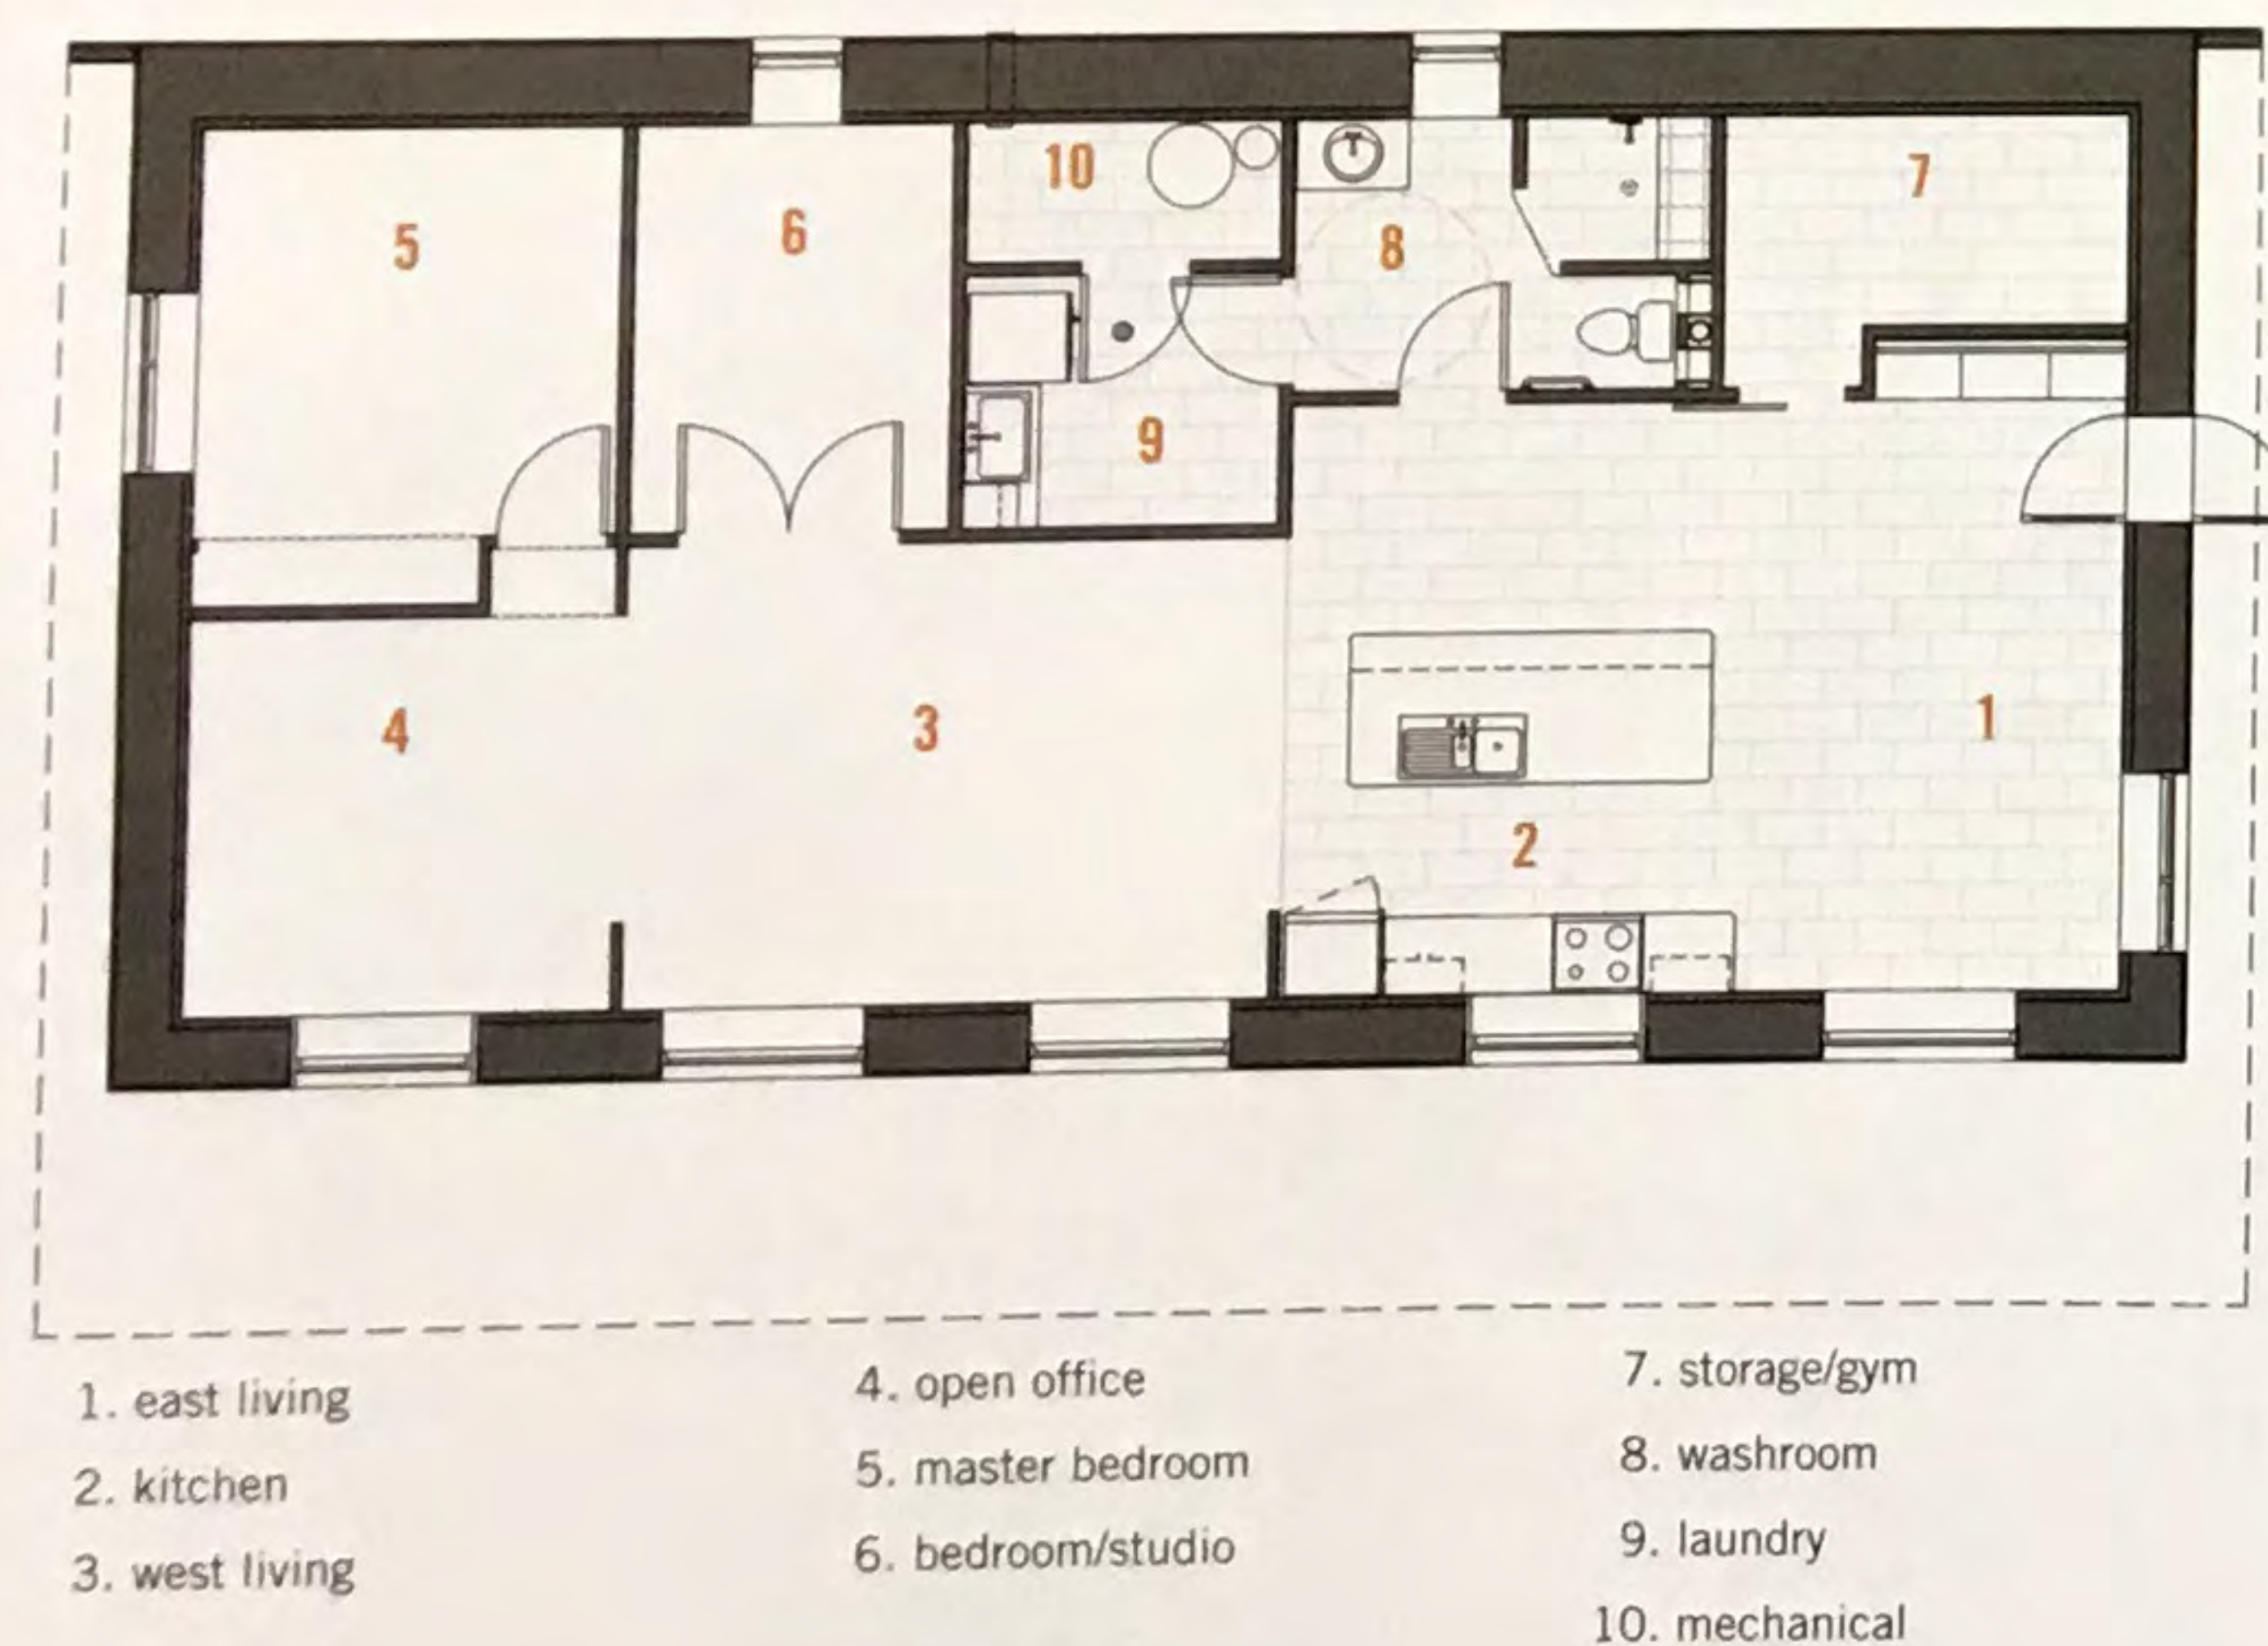 10
7
6
5
8
9
4
3
1
2
1. east living
2. kitchen
3. west living
4. open office
5. master bedroom
6. bedroom/studio
7. storage/gym
8. washroom
9. laundry
10. mechanical